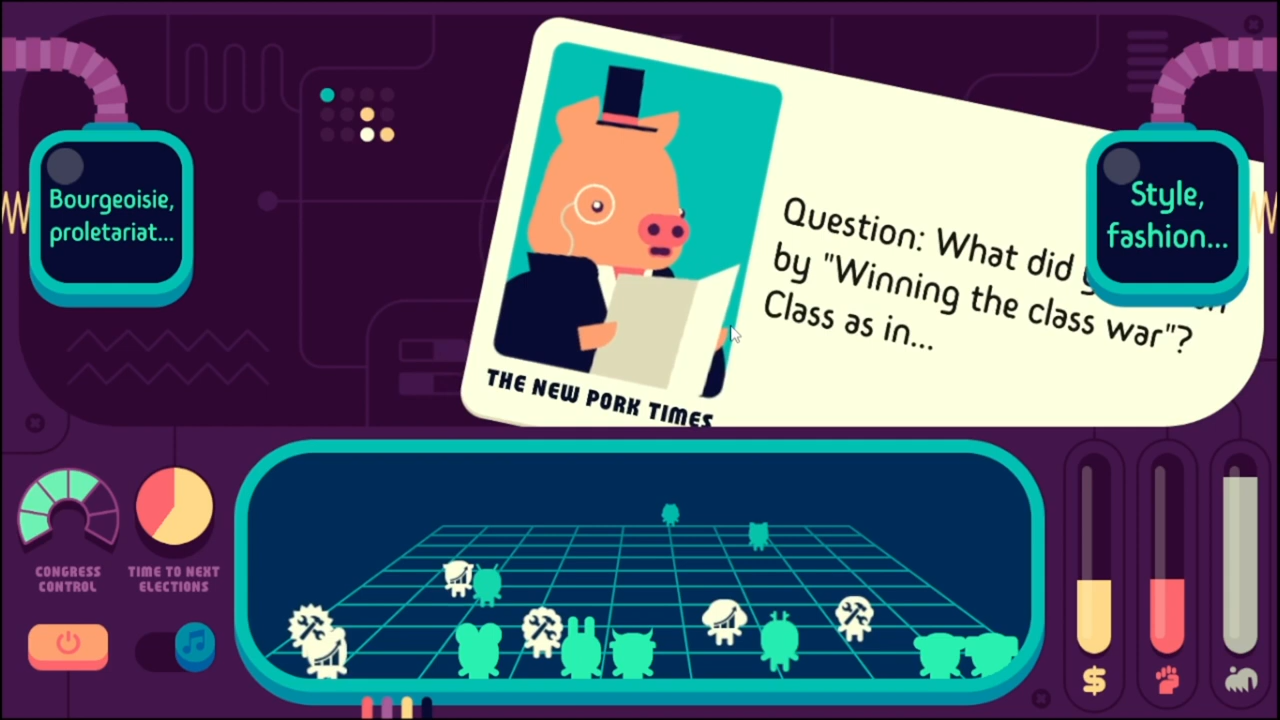 Bourgeoisie,
proletariat...
Question: What did
by "Winning the class war"?
Class as in...
THE NEW PORK TIMES
Style,
fashion...
CONGRESS
CONTROL
TIME TO NEXT
ELECTIONS
$